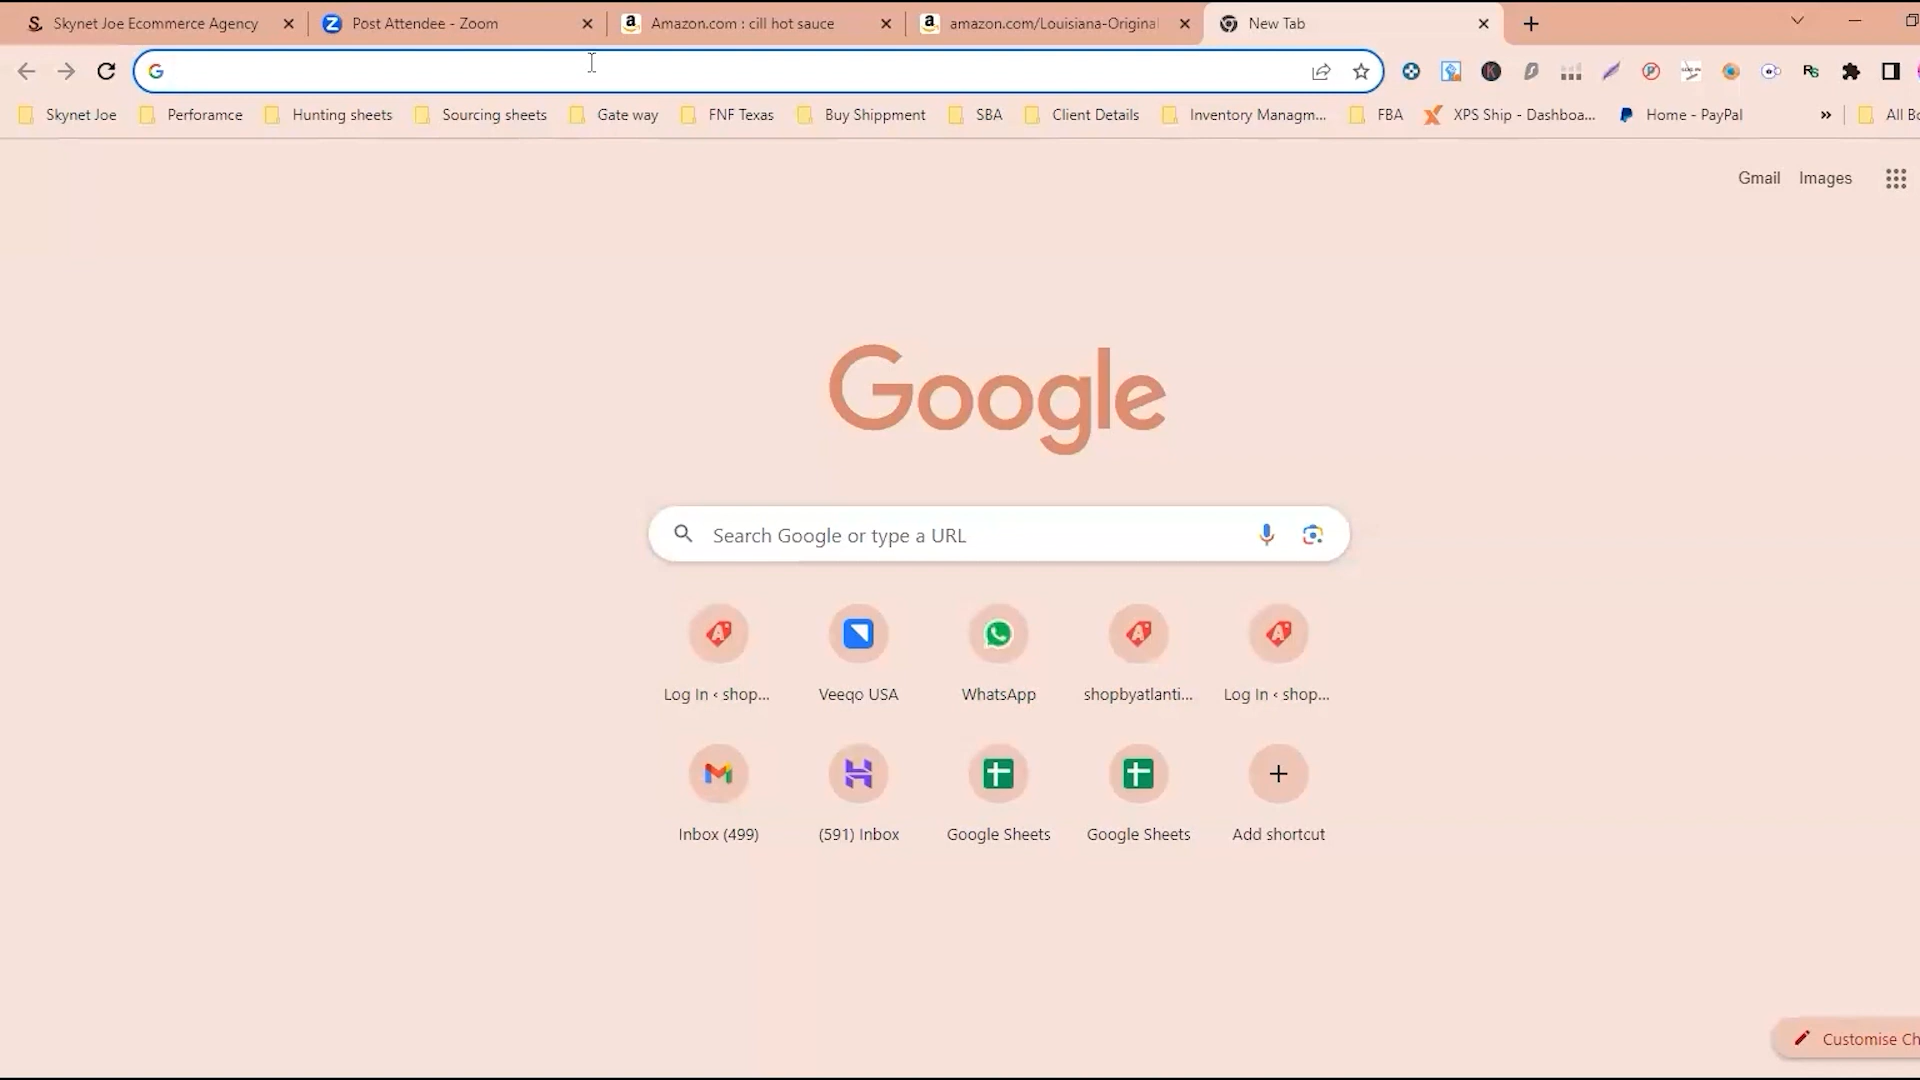 Skynet Joe Ecommerce Agency
Post Attendee - Zoom
Amazon.com : cill hot sauce
amazon.com/Louisiana-Original
New Tab
Skynet Joe
Perforamce
Hunting sheets
Sourcing sheets
Gate way
FNF Texas
Buy Shippment
SBA
Client Details
Inventory Managm...
FBA
XPS Ship - Dashboa...
Home - PayPal
All Bo
Gmail
Images
Google
Search Google or type a URL
Log In ‹ shop...
Veeqo USA
WhatsApp
shopbyatlanti...
Log In ‹ shop...
Inbox (499)
(591) Inbox
Google Sheets
Google Sheets
Add shortcut
Customise Ch